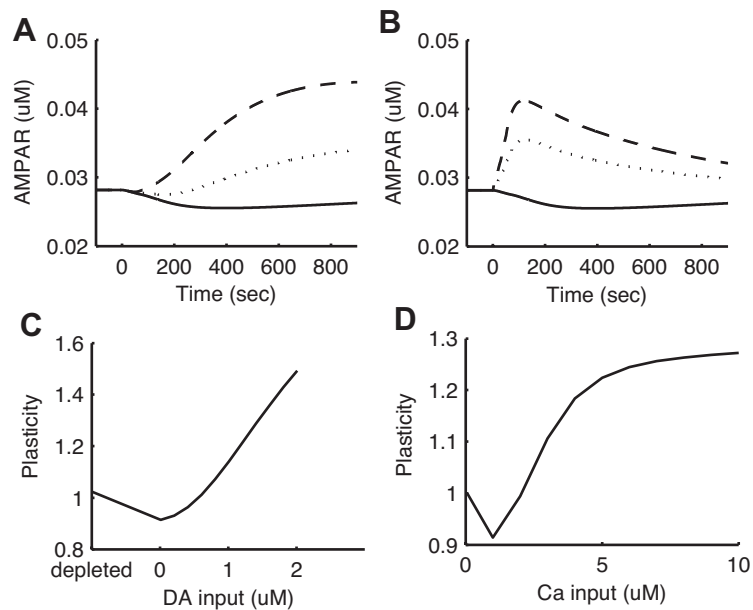 A
0.05
0.04
0.03
0.02
AMPAR (uM)
0 200 400 600 800
Time (sec)
B
0.05
0.04
0.03
0.02
AMPAR (uM)
0 200 400 600 800
Time (sec)
C
1.6
1.4
1.2
1
0.8
Plasticity
depleted 0 1 2
DA input (uM)
D
1.3
1.2
1.1
1
0.9
Plasticity
0 5 10
Ca input (uM)